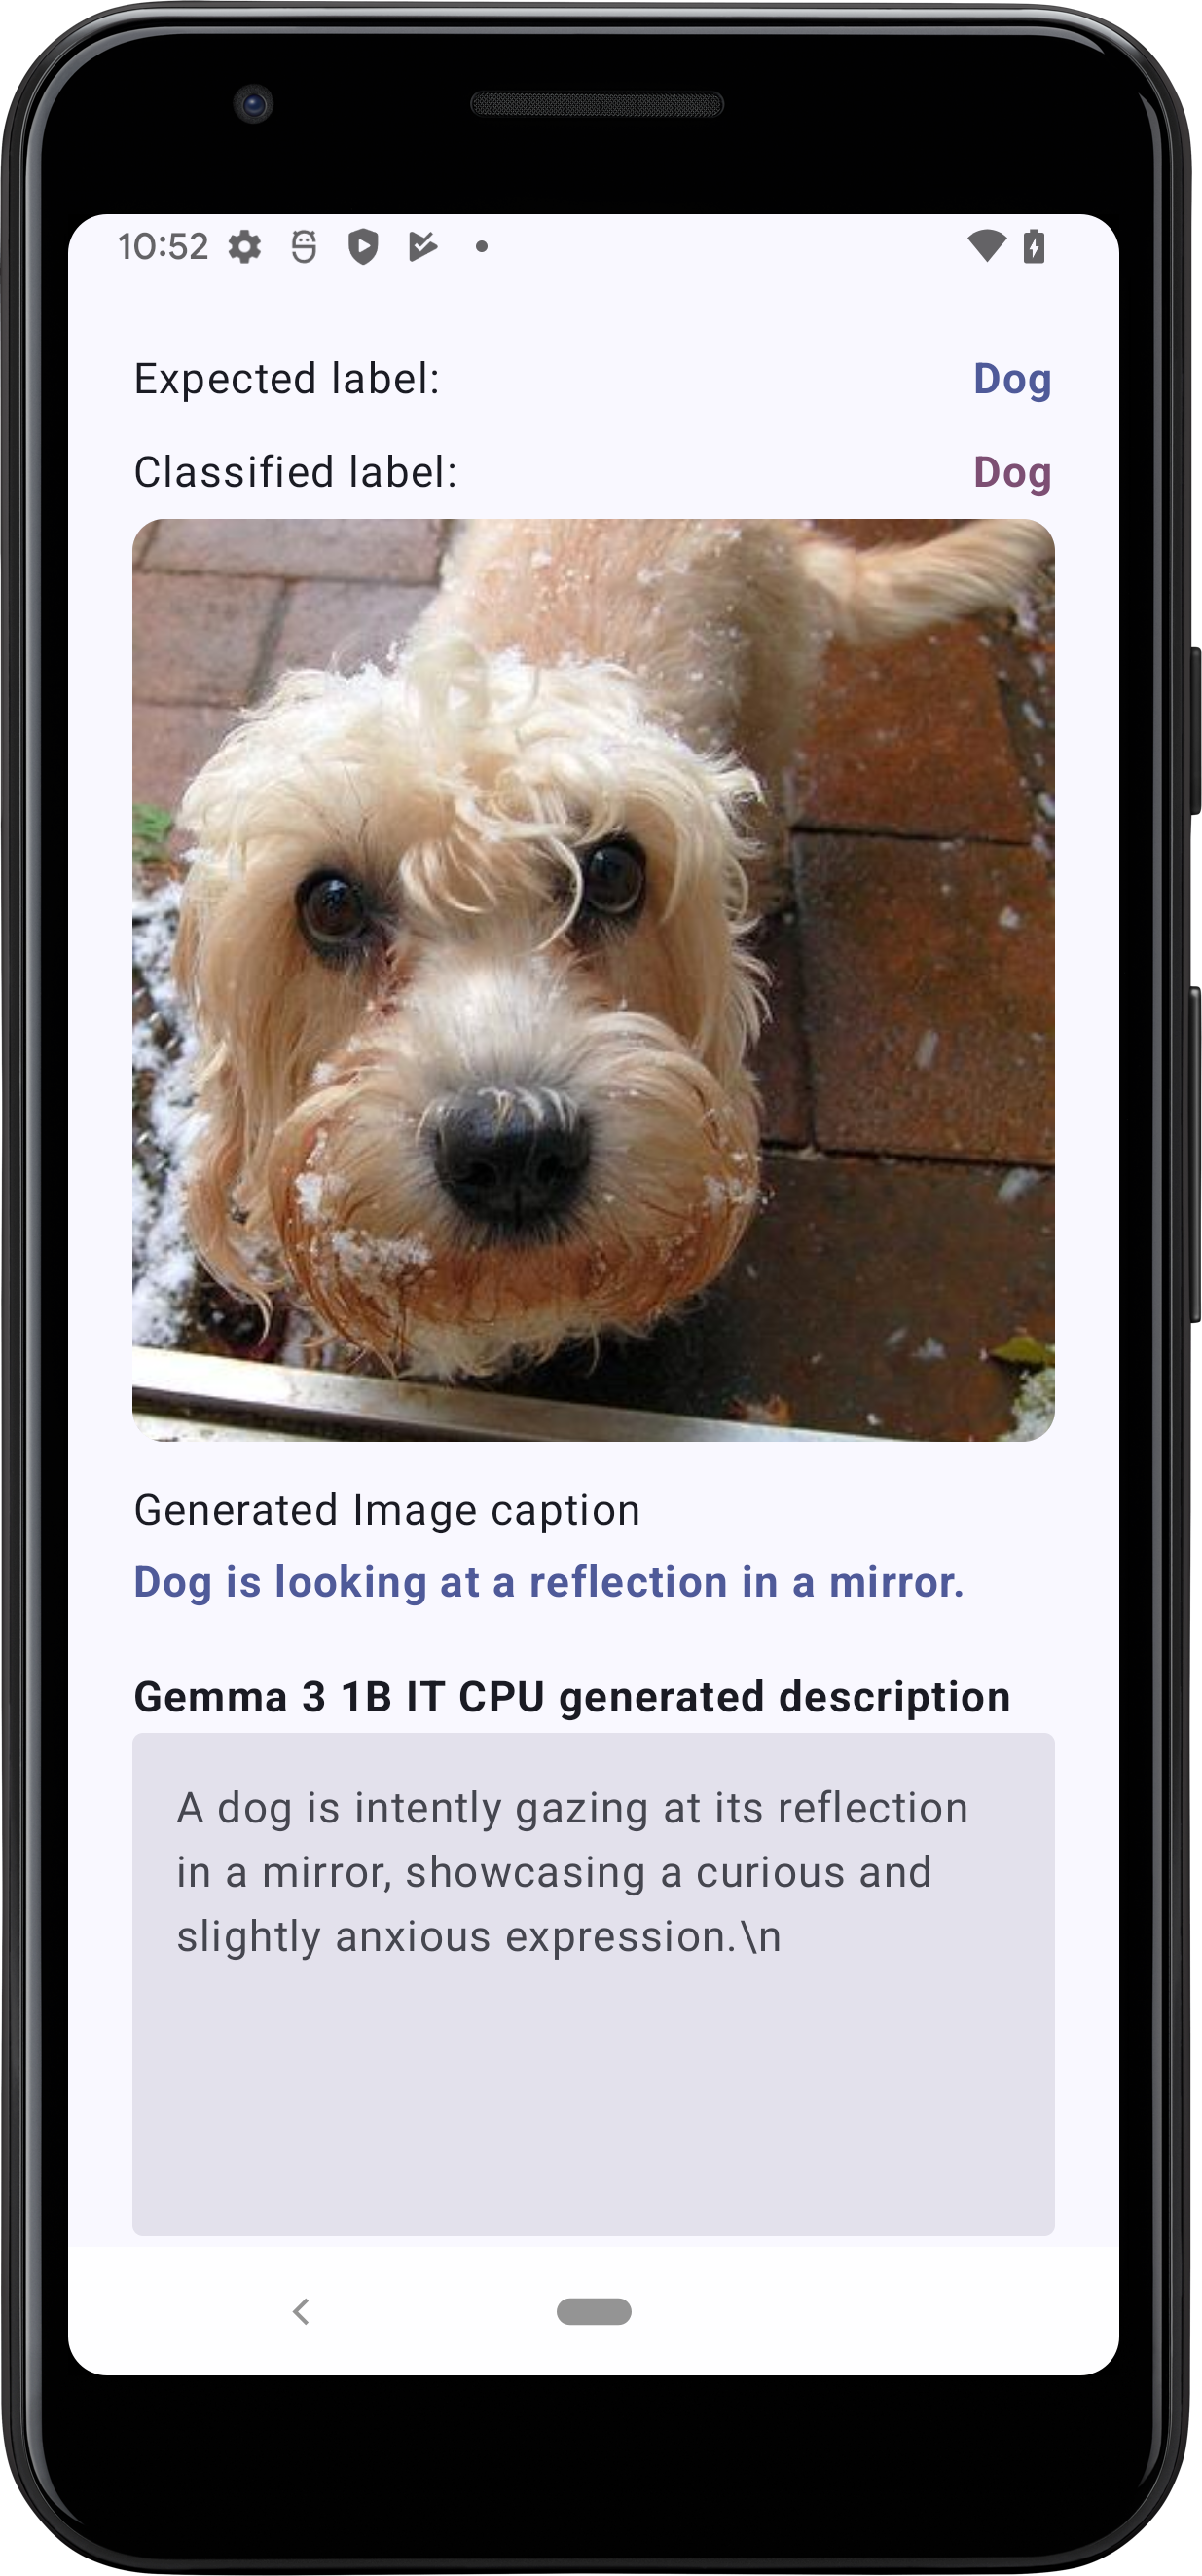 10:52
Expected label: Dog
Classified label: Dog
Generated Image caption
Dog is looking at a reflection in a mirror.
Gemma 3 1B IT CPU generated description
A dog is intently gazing at its reflection
in a mirror, showcasing a curious and
slightly anxious expression.\n